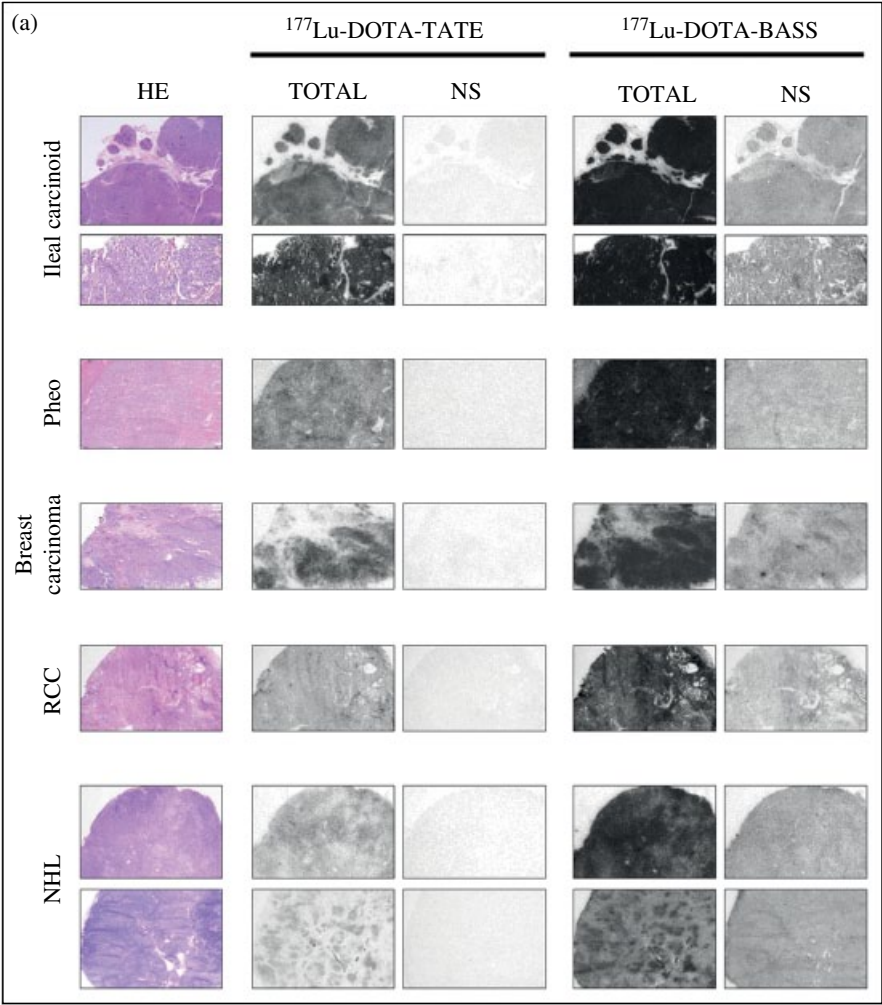 (a)
¹⁷⁷Lu-DOTA-TATE ¹⁷⁷Lu-DOTA-BASS
HE TOTAL NS TOTAL NS
Ileal carcinoid
Pheo
Breast
carcinoma
RCC
NHL